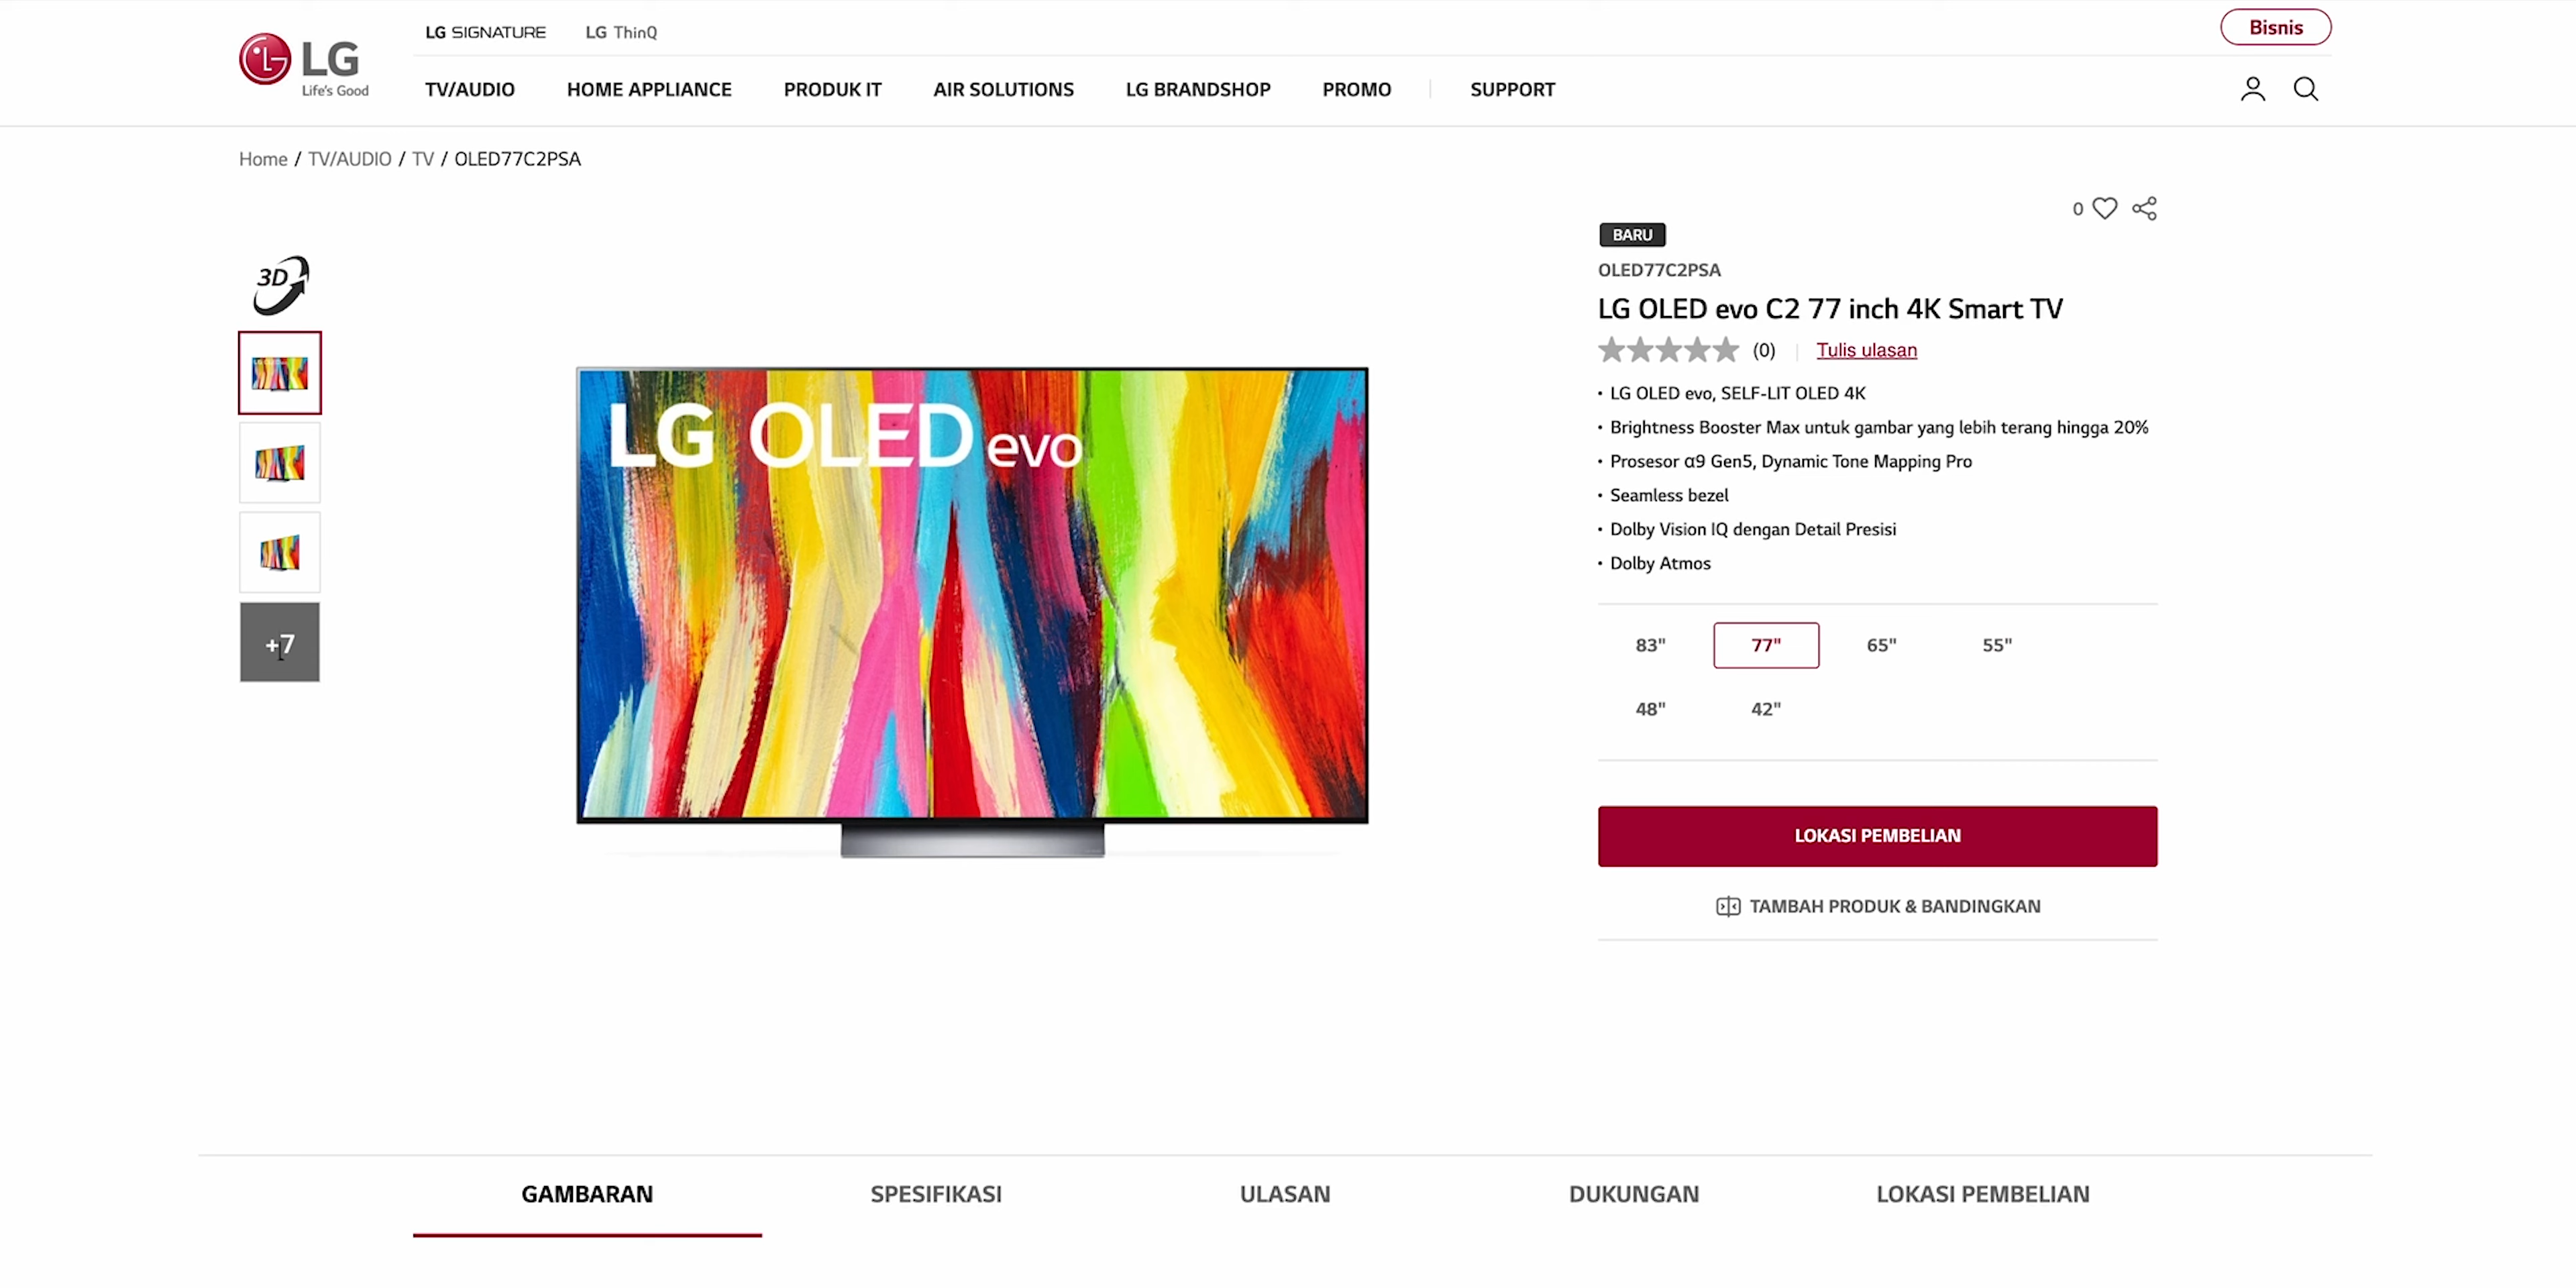 LG SIGNATURE
LG ThinQ
Bisnis
LG
Life's Good
TV/AUDIO
HOME APPLIANCE
PRODUK IT
AIR SOLUTIONS
LG BRANDSHOP
PROMO
SUPPORT
Home / TV/AUDIO / TV / OLED77C2PSA
3D
+7
LG OLED evo
0
BARU
OLED77C2PSA
LG OLED evo C2 77 inch 4K Smart TV
(0)
Tulis ulasan
• LG OLED evo, SELF-LIT OLED 4K
• Brightness Booster Max untuk gambar yang lebih terang hingga 20%
• Prosesor α9 Gen5, Dynamic Tone Mapping Pro
• Seamless bezel
• Dolby Vision IQ dengan Detail Presisi
• Dolby Atmos
83" 77" 65" 55"
48" 42"
LOKASI PEMBELIAN
TAMBAH PRODUK & BANDINGKAN
GAMBARAN
SPESIFIKASI
ULASAN
DUKUNGAN
LOKASI PEMBELIAN